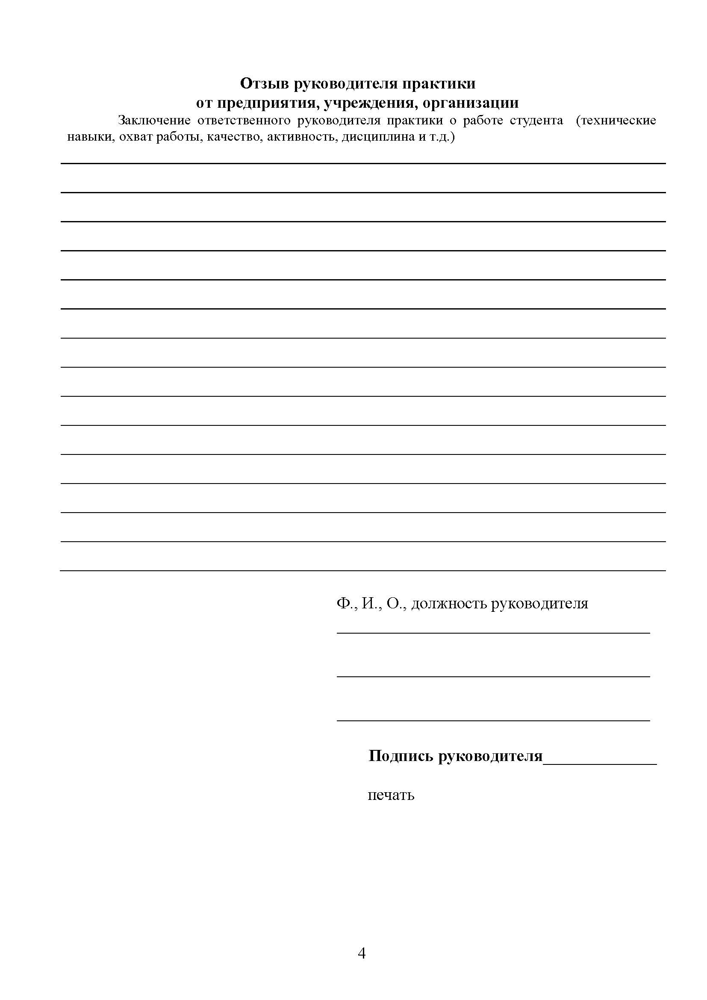 Отзыв руководителя практики
от предприятия, учреждения, организации
Заключение ответственного руководителя практики о работе студента (технические
навыки, охват работы, качество, активность, дисциплина и т.д.)
Ф., И., О., должность руководителя
Подпись руководителя
печать
4